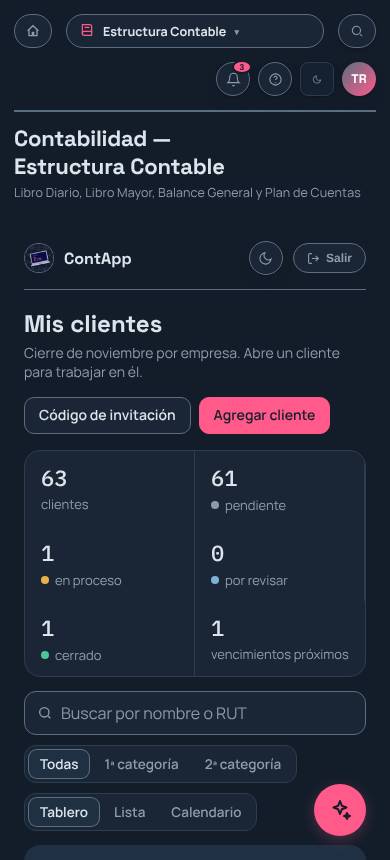 Estructura Contable ▾
3
TR
Contabilidad —
Estructura Contable
Libro Diario, Libro Mayor, Balance General y Plan de Cuentas
ContApp
Salir
Mis clientes
Cierre de noviembre por empresa. Abre un cliente
para trabajar en él.
Código de invitación
Agregar cliente
63
clientes
61
pendiente
1
en proceso
0
por revisar
1
cerrado
1
vencimientos próximos
Buscar por nombre o RUT
Todas
1ª categoría
2ª categoría
Tablero
Lista
Calendario